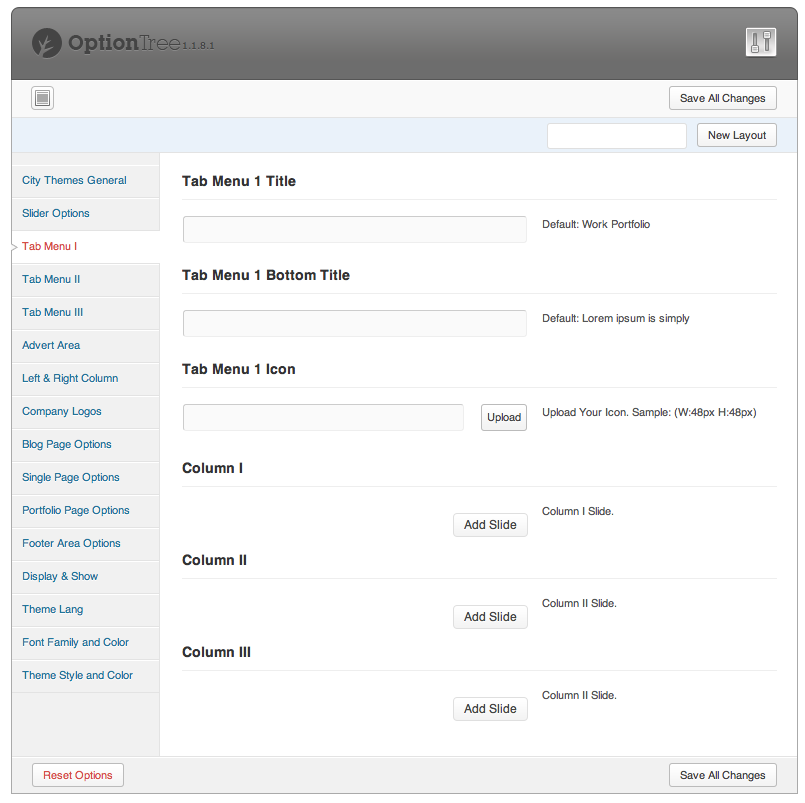 OptionTree 1.1.8.1
Save All Changes
New Layout
City Themes General
Slider Options
Tab Menu I
Tab Menu II
Tab Menu III
Advert Area
Left & Right Column
Company Logos
Blog Page Options
Single Page Options
Portfolio Page Options
Footer Area Options
Display & Show
Theme Lang
Font Family and Color
Theme Style and Color
Tab Menu 1 Title
Default: Work Portfolio
Tab Menu 1 Bottom Title
Default: Lorem ipsum is simply
Tab Menu 1 Icon
Upload
Upload Your Icon. Sample: (W:48px H:48px)
Column I
Add Slide
Column I Slide.
Column II
Add Slide
Column II Slide.
Column III
Add Slide
Column II Slide.
Reset Options
Save All Changes